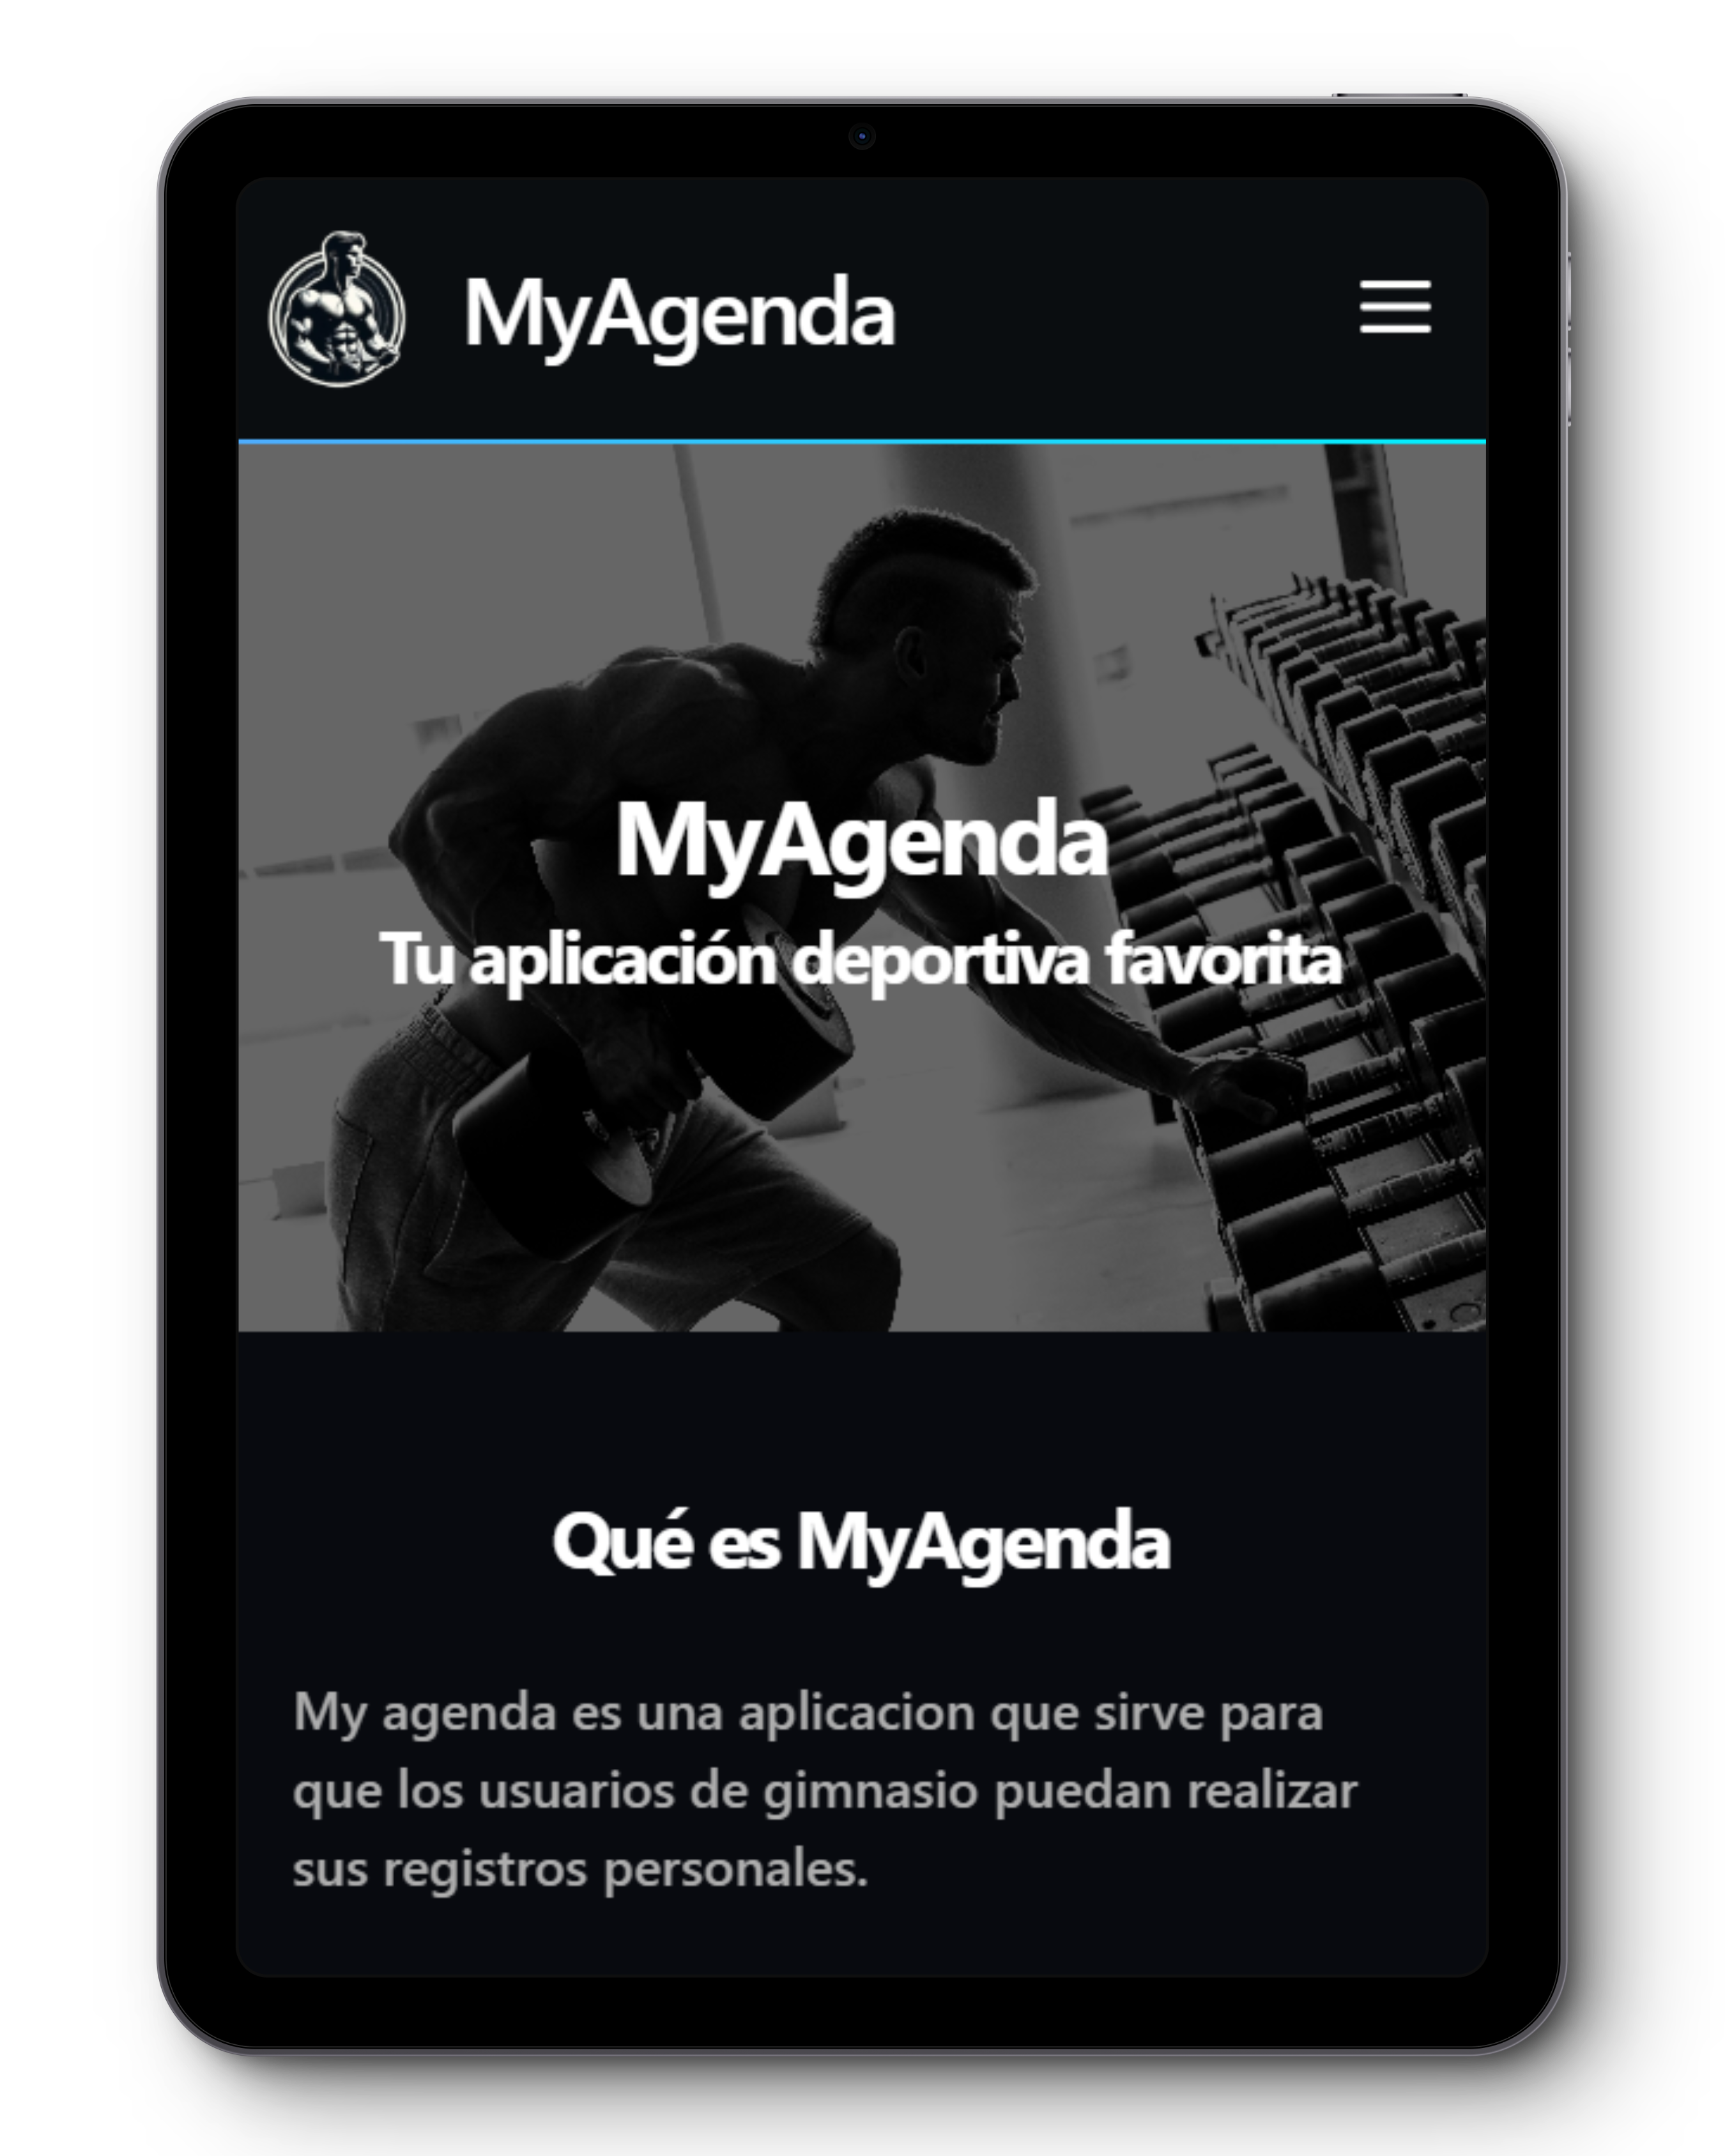 MyAgenda
MyAgenda
Tu aplicación deportiva favorita
Qué es MyAgenda
My agenda es una aplicacion que sirve para
que los usuarios de gimnasio puedan realizar
sus registros personales.